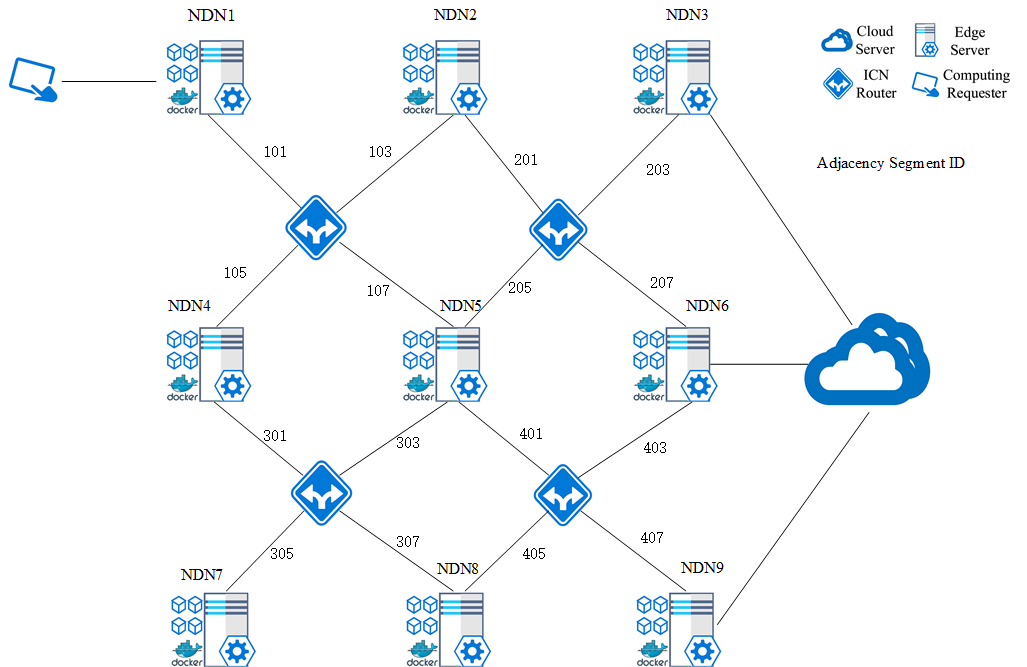 NDN1
NDN2
NDN3
Cloud
Server
Edge
Server
ICN
Router
Computing
Requester
docker
docker
docker
101
103
201
203
Adjacency Segment ID
105
107
205
207
NDN4
NDN5
NDN6
docker
docker
docker
301
303
401
403
305
307
405
407
NDN7
NDN8
NDN9
docker
docker
docker